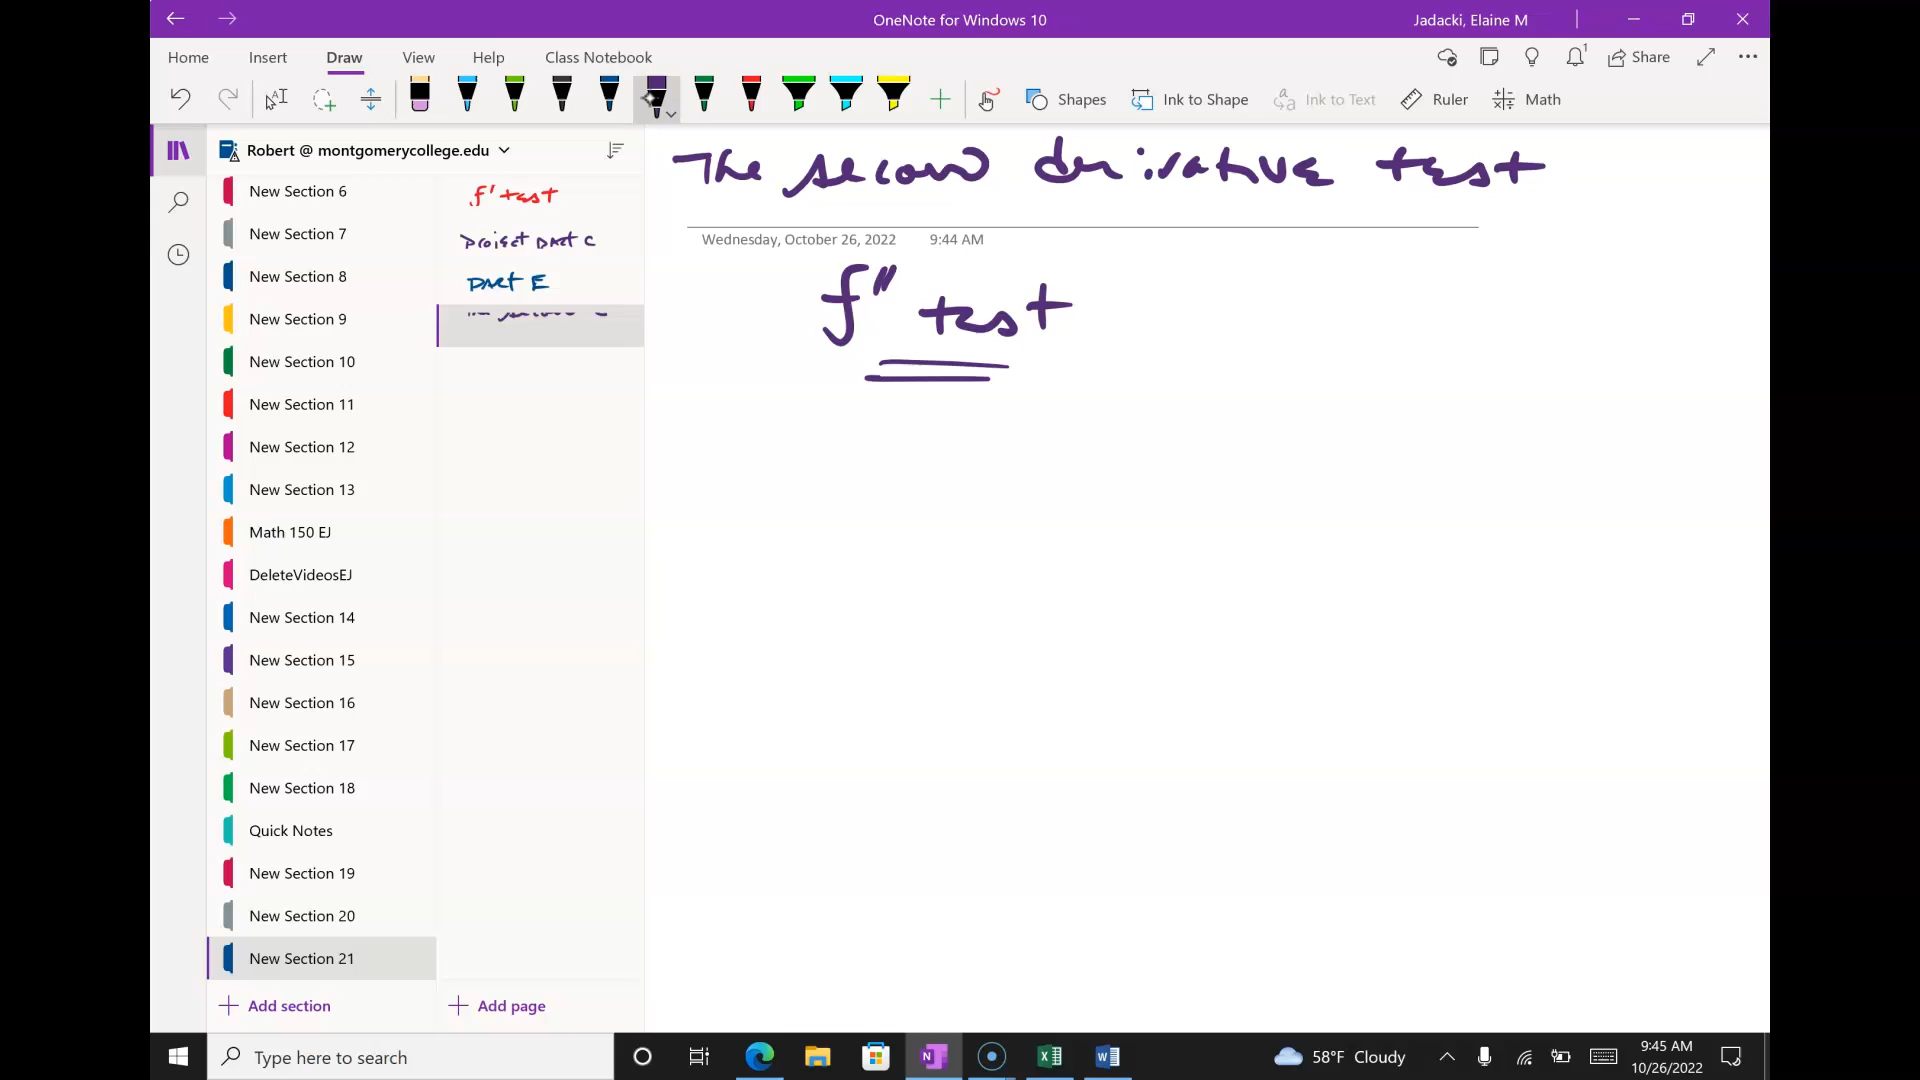 OneNote for Windows 10
Jadacki, Elaine M
Home Insert Draw View Help Class Notebook
1
Share
Shapes
Ink to Shape
Ink to Text
Ruler
Math
Robert @ montgomerycollege.edu
New Section 6
New Section 7
New Section 8
New Section 9
New Section 10
New Section 11
New Section 12
New Section 13
Math 150 EJ
DeleteVideosEJ
New Section 14
New Section 15
New Section 16
New Section 17
New Section 18
Quick Notes
New Section 19
New Section 20
New Section 21
Add section
f' test
Project Part C
Part E
Add page
The second derivative test
Wednesday, October 26, 2022 9:44 AM
f'' test
Type here to search
58°F Cloudy
9:45 AM
10/26/2022